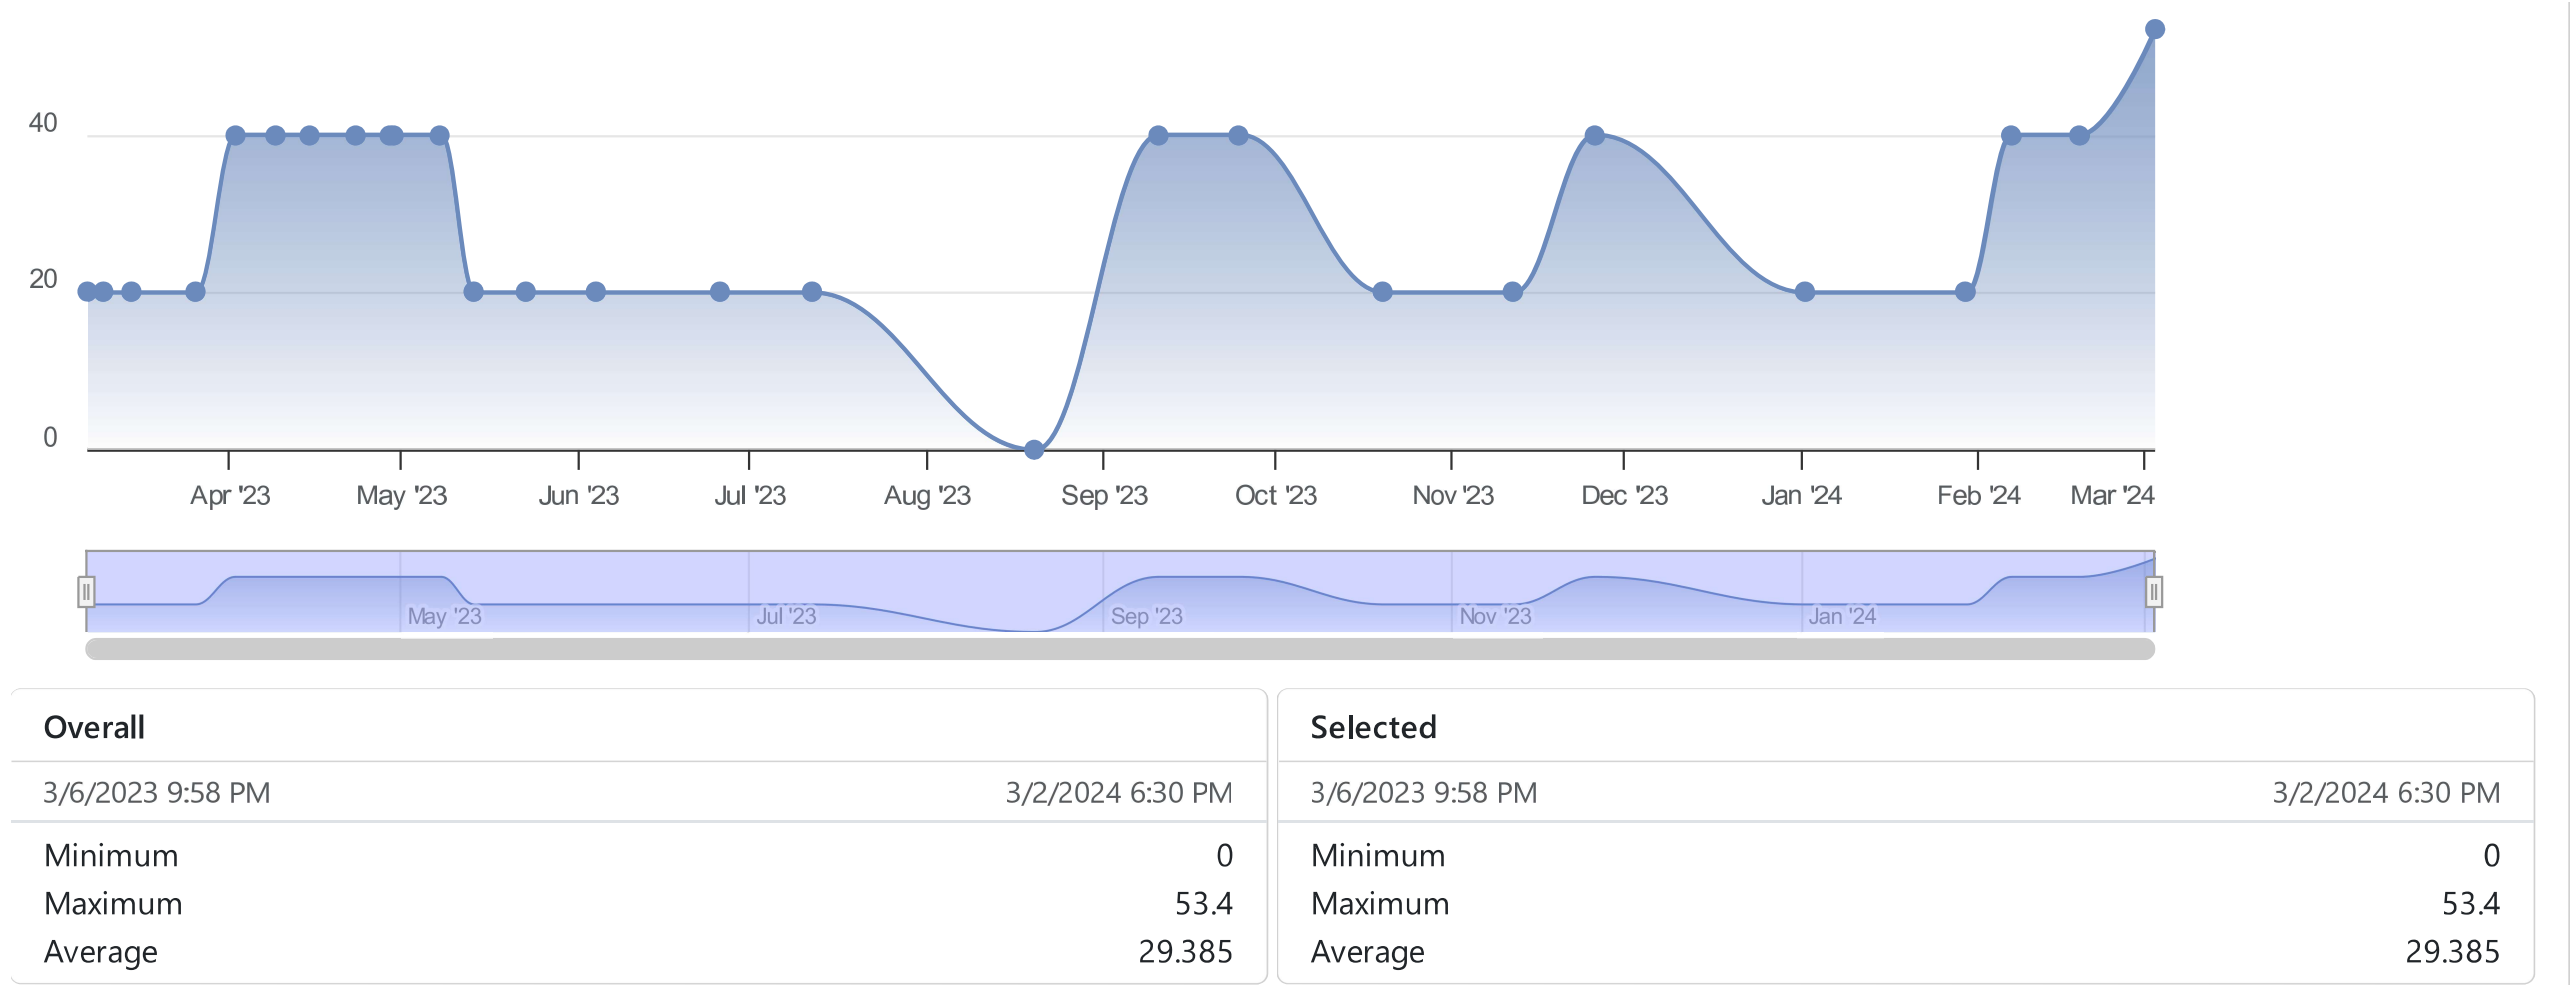 40
20
0
Apr '23 May '23 Jun '23 Jul '23 Aug '23 Sep '23 Oct '23 Nov '23 Dec '23 Jan '24 Feb '24 Mar '24
May '23 Jul '23 Sep '23 Nov '23 Jan '24
Overall
3/6/2023 9:58 PM 3/2/2024 6:30 PM
Minimum 0
Maximum 53.4
Average 29.385
Selected
3/6/2023 9:58 PM 3/2/2024 6:30 PM
Minimum 0
Maximum 53.4
Average 29.385